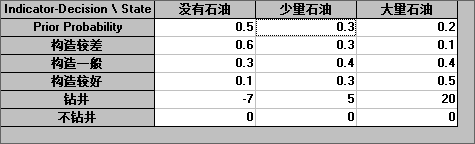 Indicator-Decision \ State 没有石油 少量石油 大量石油
Prior Probability 0.5 0.3 0.2
构造较差 0.6 0.3 0.1
构造一般 0.3 0.4 0.4
构造较好 0.1 0.3 0.5
钻井 -7 5 20
不钻井 0 0 0